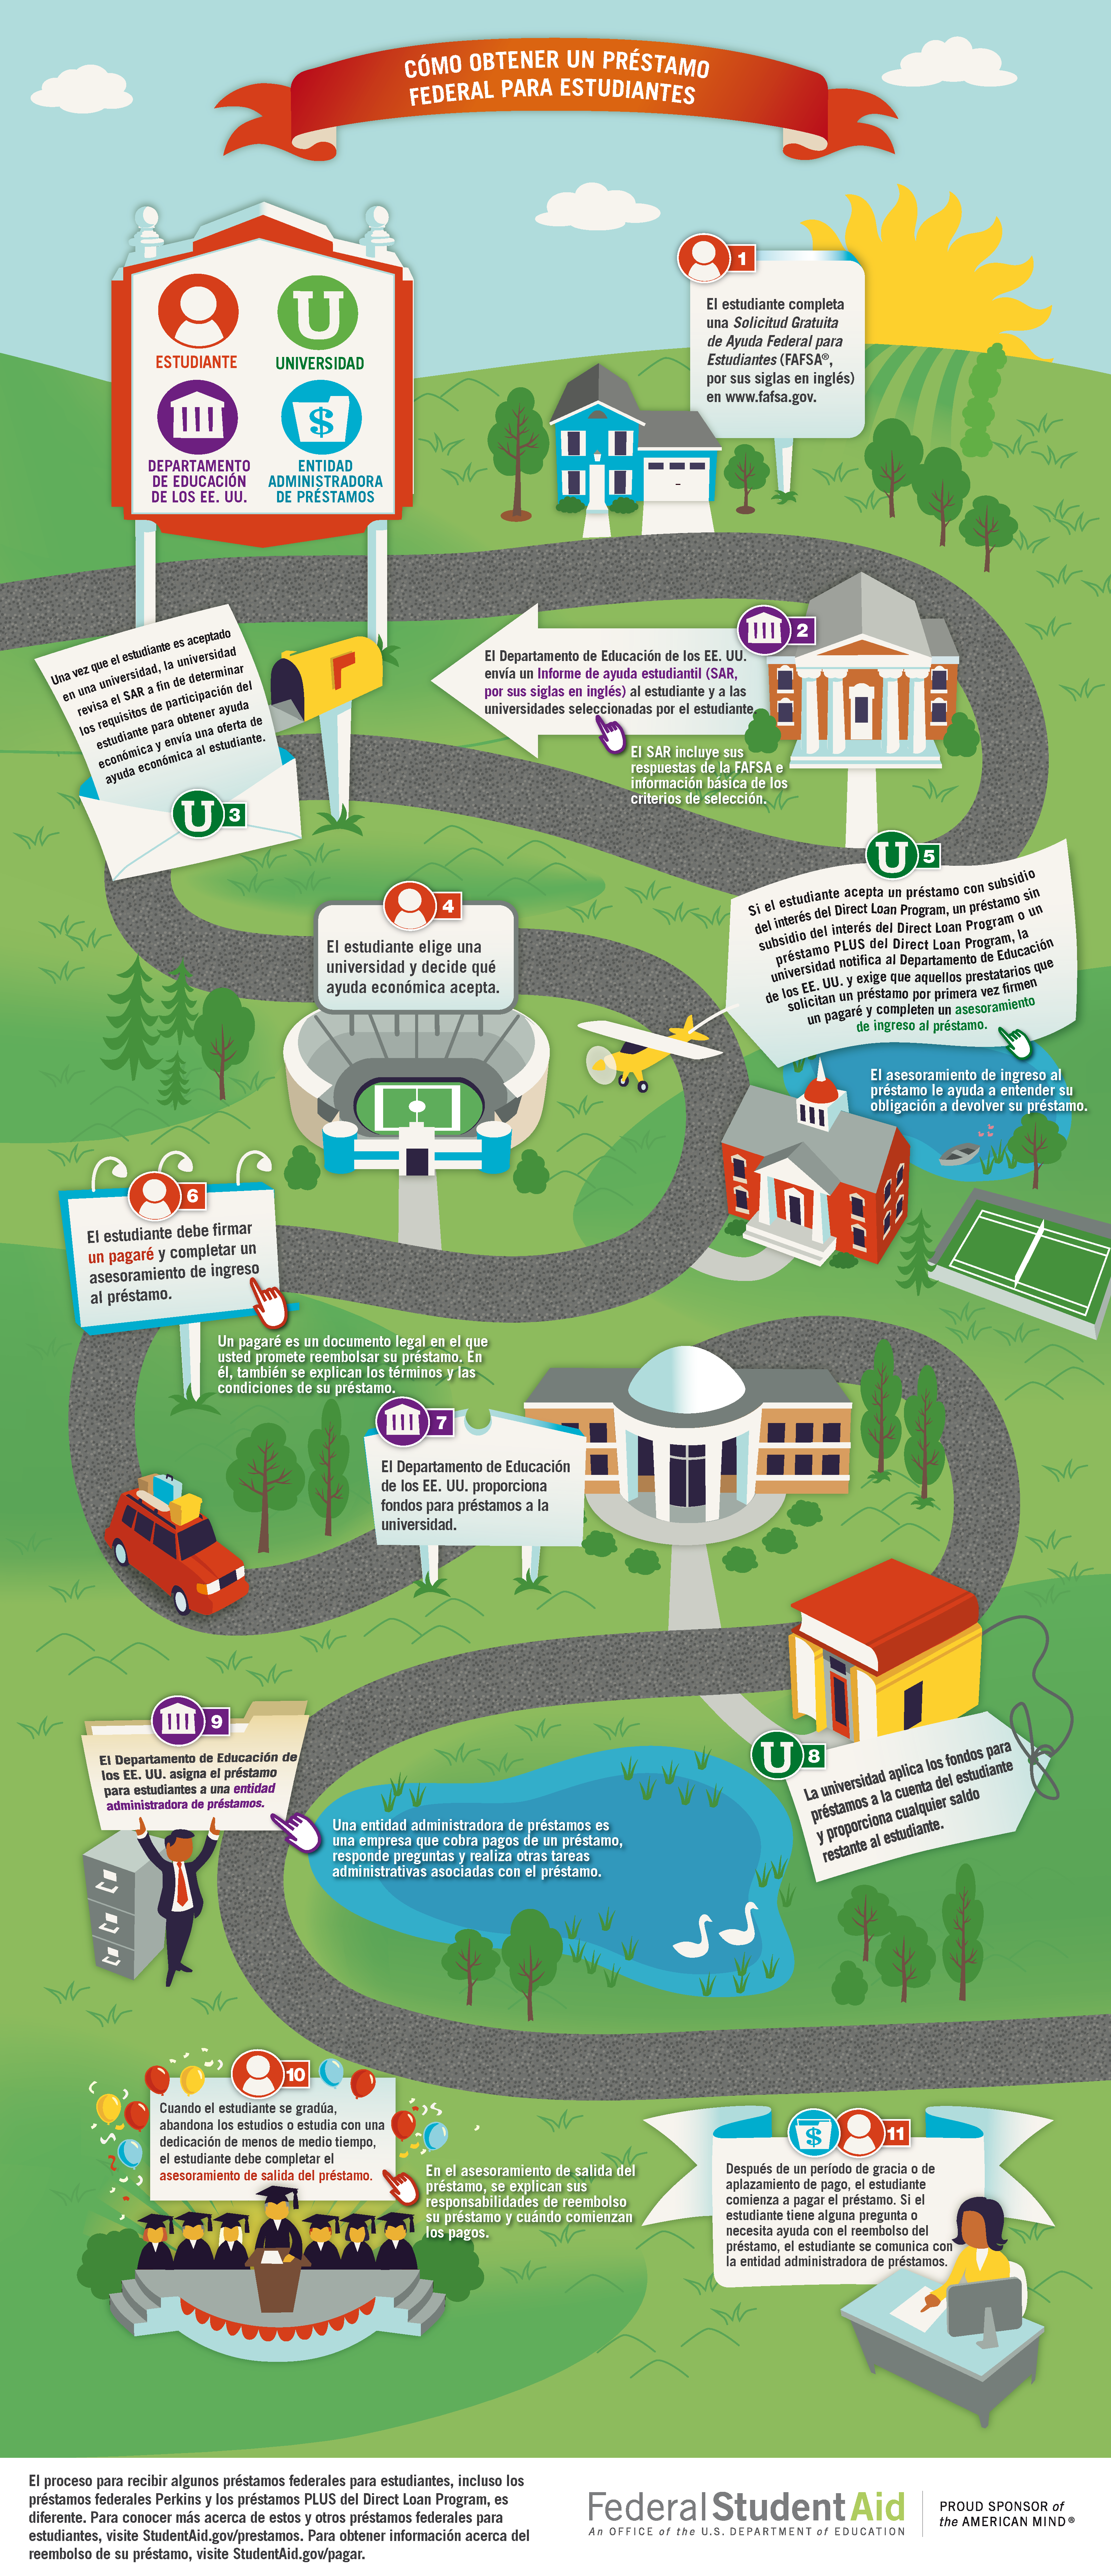 CÓMO OBTENER UN PRÉSTAMO
FEDERAL PARA ESTUDIANTES
ESTUDIANTE
UNIVERSIDAD
DEPARTAMENTO
DE EDUCACIÓN
DE LOS EE. UU.
ENTIDAD
ADMINISTRADORA
DE PRÉSTAMOS
1
El estudiante completa
una Solicitud Gratuita
de Ayuda Federal para
Estudiantes (FAFSA®,
por sus siglas en inglés)
en www.fafsa.gov.
2
El Departamento de Educación de los EE. UU.
envía un Informe de ayuda estudiantil (SAR,
por sus siglas en inglés) al estudiante y a las
universidades seleccionadas por el estudiante.
El SAR incluye sus
respuestas de la FAFSA e
información básica de los
criterios de selección.
Una vez que el estudiante es aceptado
en una universidad, la universidad
revisa el SAR a fin de determinar
los requisitos de participación del
estudiante para obtener ayuda
económica y envía una oferta de
ayuda económica al estudiante.
U 3
4
El estudiante elige una
universidad y decide qué
ayuda económica acepta.
U 5
Si el estudiante acepta un préstamo con subsidio
del interés del Direct Loan Program, un préstamo sin
subsidio del interés del Direct Loan Program o un
préstamo PLUS del Direct Loan Program, la
universidad notifica al Departamento de Educación
de los EE. UU. y exige que aquellos prestatarios que
solicitan un préstamo por primera vez firmen
un pagaré y completen un asesoramiento
de ingreso al préstamo.
El asesoramiento de ingreso al
préstamo le ayuda a entender su
obligación a devolver su préstamo.
6
El estudiante debe firmar
un pagaré y completar un
asesoramiento de ingreso
al préstamo.
Un pagaré es un documento legal en el que
usted promete reembolsar su préstamo. En
él, también se explican los términos y las
condiciones de su préstamo.
7
El Departamento de Educación
de los EE. UU. proporciona
fondos para préstamos a la
universidad.
U 8
La universidad aplica los fondos para
préstamos a la cuenta del estudiante
y proporciona cualquier saldo
restante al estudiante.
9
El Departamento de Educación de
los EE. UU. asigna el préstamo
para estudiantes a una entidad
administradora de préstamos.
Una entidad administradora de préstamos es
una empresa que cobra pagos de un préstamo,
responde preguntas y realiza otras tareas
administrativas asociadas con el préstamo.
10
Cuando el estudiante se gradúa,
abandona los estudios o estudia con una
dedicación de menos de medio tiempo,
el estudiante debe completar el
asesoramiento de salida del préstamo.
En el asesoramiento de salida del
préstamo, se explican sus
responsabilidades de reembolso
su préstamo y cuándo comienzan
los pagos.
$ 11
Después de un período de gracia o de
aplazamiento de pago, el estudiante
comienza a pagar el préstamo. Si el
estudiante tiene alguna pregunta o
necesita ayuda con el reembolso del
préstamo, el estudiante se comunica con
la entidad administradora de préstamos.
El proceso para recibir algunos préstamos federales para estudiantes, incluso los
préstamos federales Perkins y los préstamos PLUS del Direct Loan Program, es
diferente. Para conocer más acerca de estos y otros préstamos federales para
estudiantes, visite StudentAid.gov/prestamos. Para obtener información acerca del
reembolso de su préstamo, visite StudentAid.gov/pagar.
Federal Student Aid
An OFFICE of the U.S. DEPARTMENT of EDUCATION
PROUD SPONSOR of
the AMERICAN MIND®